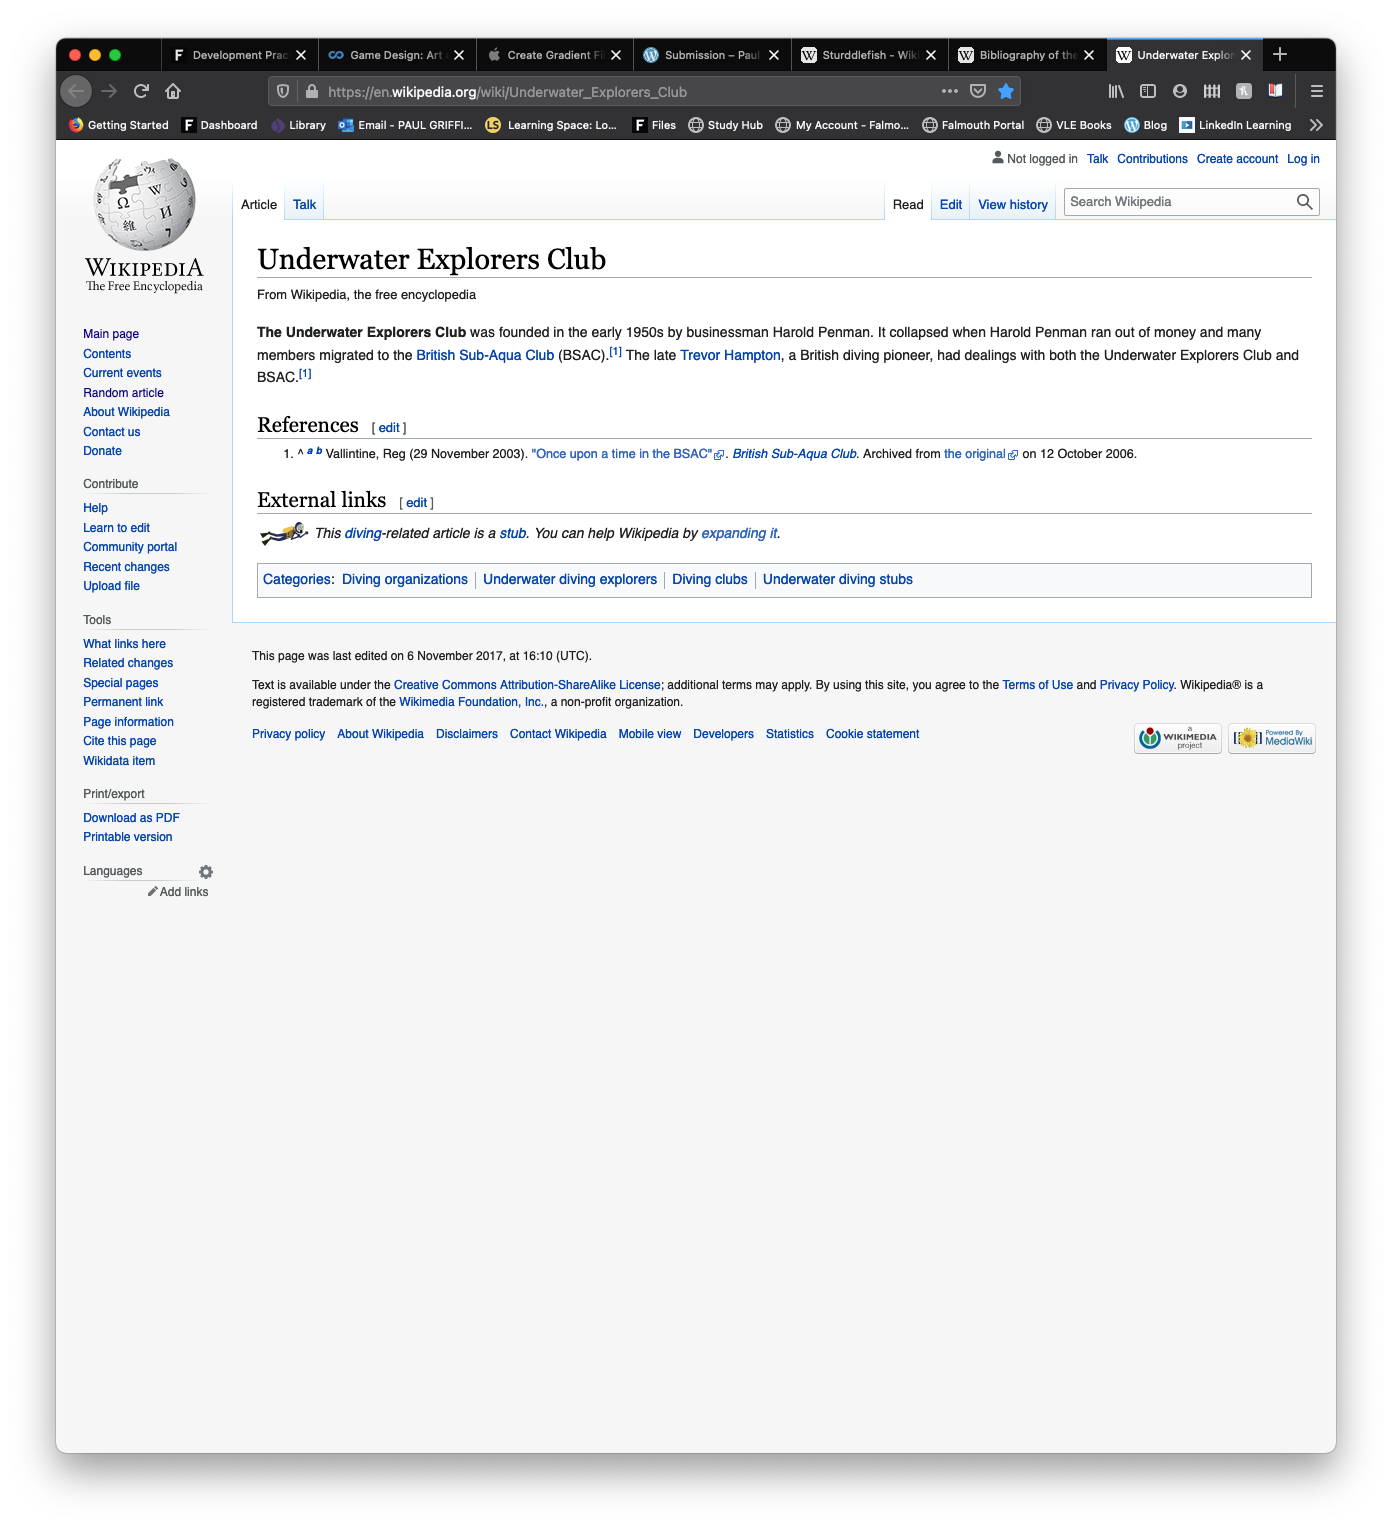 Development Prac
Game Design: Art
Create Gradient Fi
Submission – Paul
Sturddlefish - Wiki
Bibliography of the
Underwater Explor
https://en.wikipedia.org/wiki/Underwater_Explorers_Club
Getting Started
Dashboard
Library
Email - PAUL GRIFFI...
Learning Space: Lo...
Files
Study Hub
My Account - Falmo...
Falmouth Portal
VLE Books
Blog
LinkedIn Learning
Not logged in Talk Contributions Create account Log in
Article Talk
Read Edit View history
Search Wikipedia
WIKIPEDIA
The Free Encyclopedia
Main page
Contents
Current events
Random article
About Wikipedia
Contact us
Donate
Contribute
Help
Learn to edit
Community portal
Recent changes
Upload file
Tools
What links here
Related changes
Special pages
Permanent link
Page information
Cite this page
Wikidata item
Print/export
Download as PDF
Printable version
Languages
Add links
Underwater Explorers Club
From Wikipedia, the free encyclopedia
The Underwater Explorers Club was founded in the early 1950s by businessman Harold Penman. It collapsed when Harold Penman ran out of money and many
members migrated to the British Sub-Aqua Club (BSAC).[1] The late Trevor Hampton, a British diving pioneer, had dealings with both the Underwater Explorers Club and
BSAC.[1]
References [ edit ]
1. ^ a b Vallintine, Reg (29 November 2003). "Once upon a time in the BSAC". British Sub-Aqua Club. Archived from the original on 12 October 2006.
External links [ edit ]
This diving-related article is a stub. You can help Wikipedia by expanding it.
Categories: Diving organizations | Underwater diving explorers | Diving clubs | Underwater diving stubs
This page was last edited on 6 November 2017, at 16:10 (UTC).
Text is available under the Creative Commons Attribution-ShareAlike License; additional terms may apply. By using this site, you agree to the Terms of Use and Privacy Policy. Wikipedia® is a
registered trademark of the Wikimedia Foundation, Inc., a non-profit organization.
Privacy policy About Wikipedia Disclaimers Contact Wikipedia Mobile view Developers Statistics Cookie statement
a
WIKIMEDIA
project
Powered By
MediaWiki